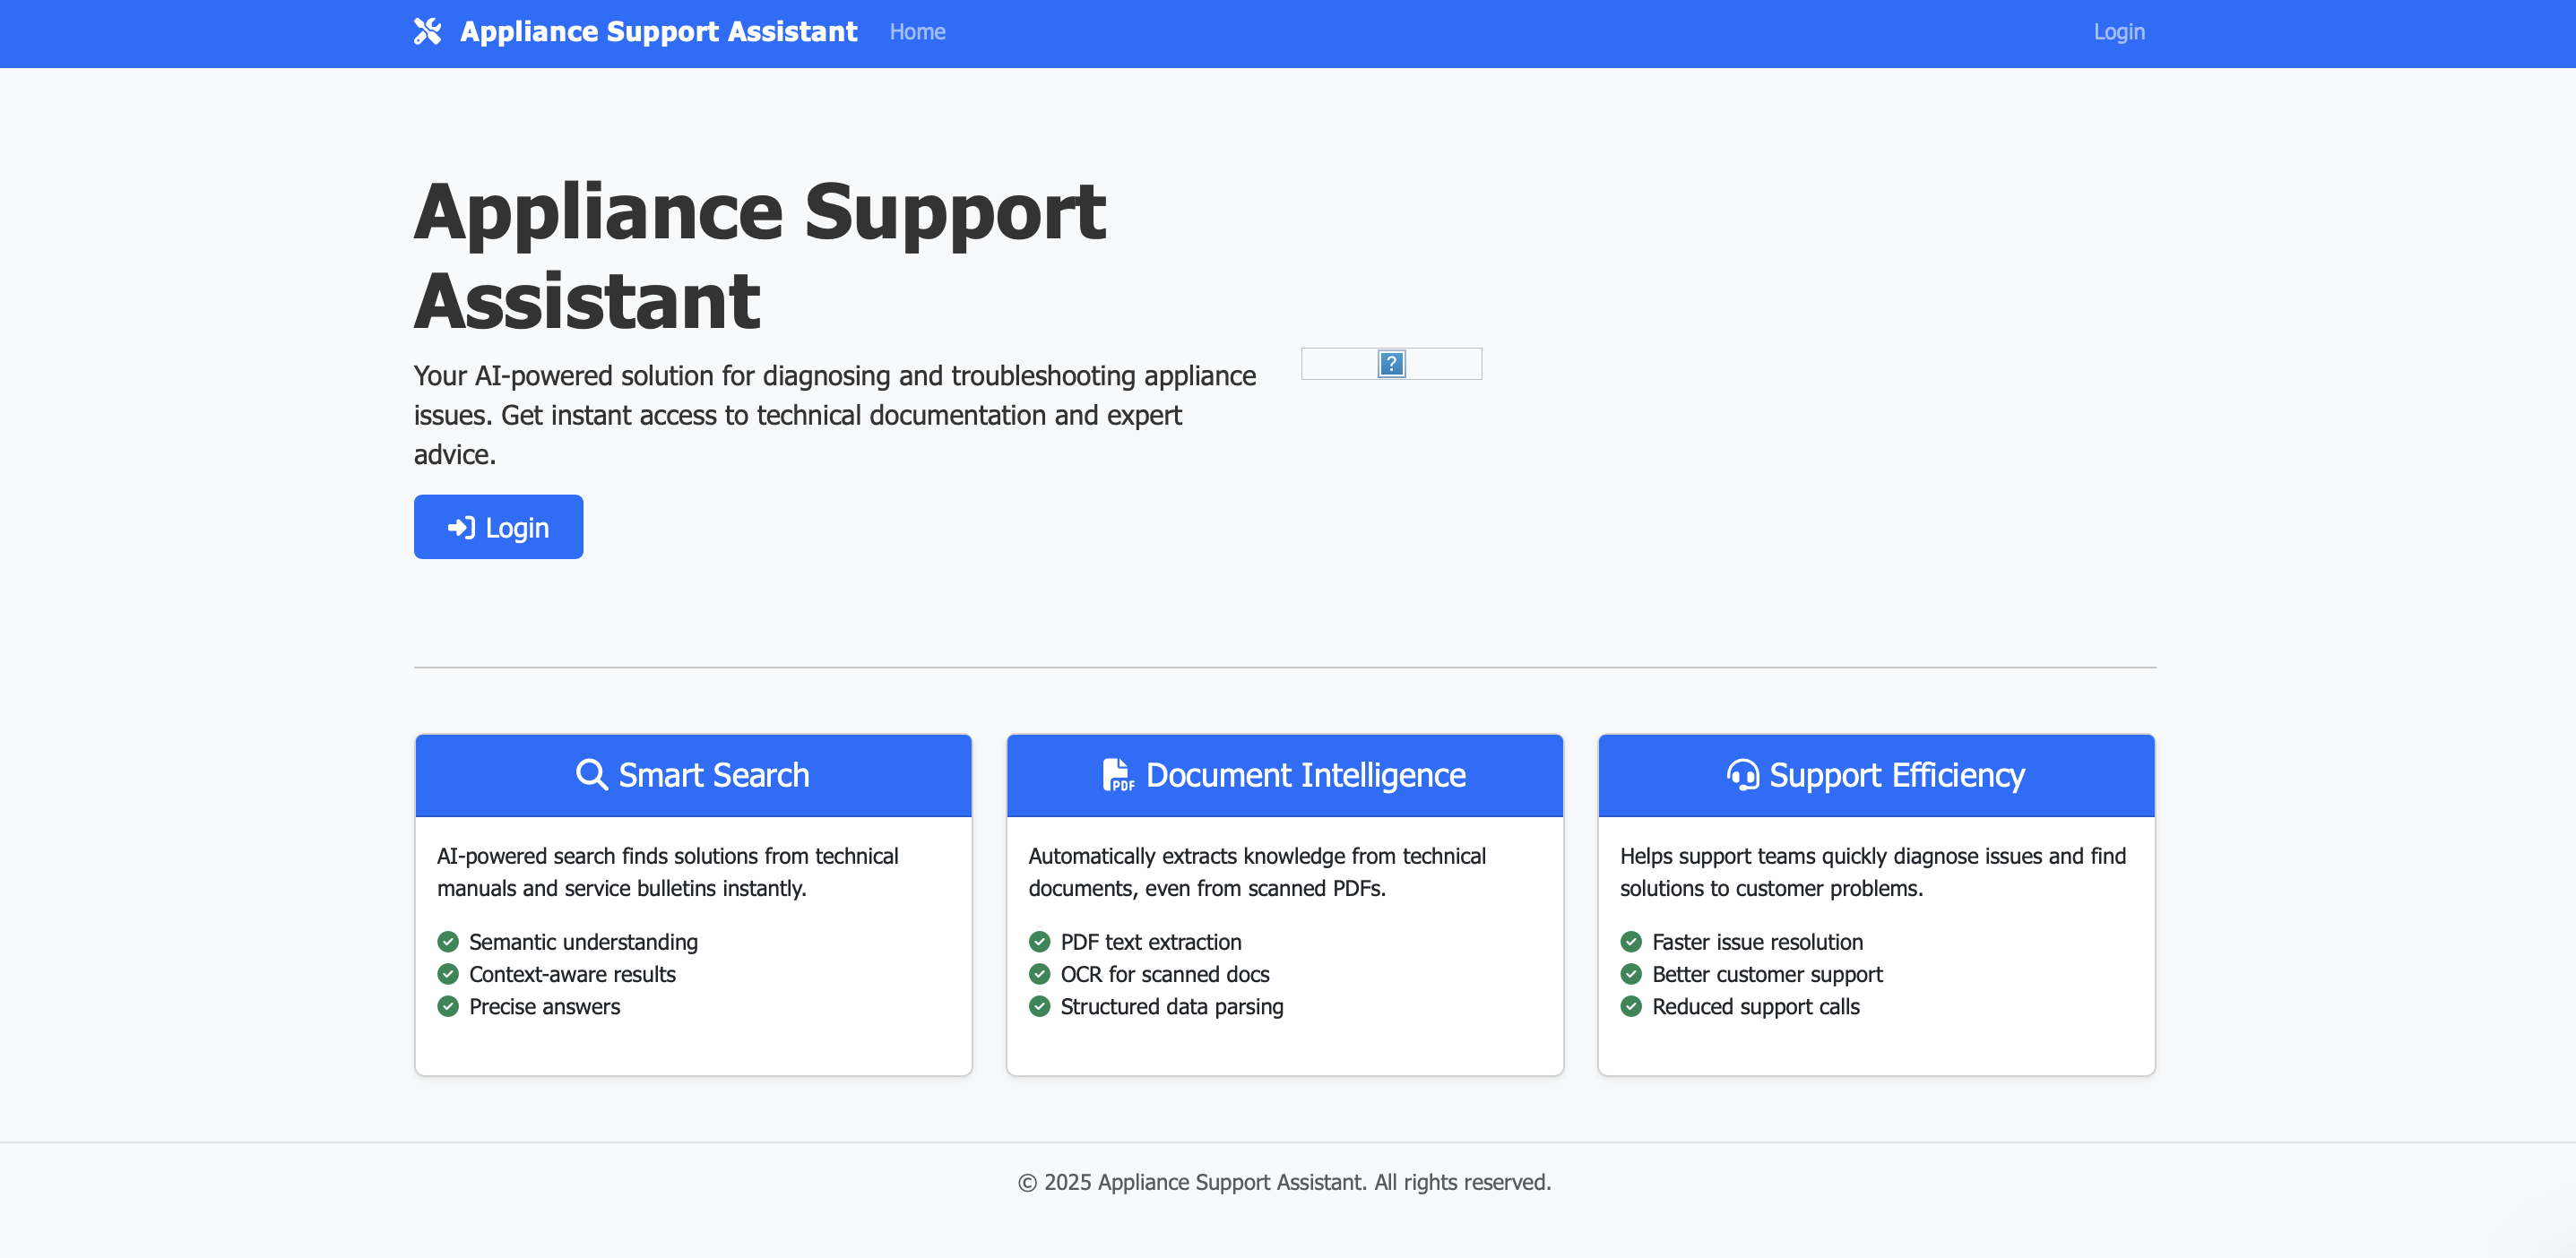 Appliance Support Assistant
Home
Login
Appliance Support
Assistant
Your AI-powered solution for diagnosing and troubleshooting appliance
issues. Get instant access to technical documentation and expert
advice.
Login
?
Smart Search
AI-powered search finds solutions from technical
manuals and service bulletins instantly.
Semantic understanding
Context-aware results
Precise answers
PDF
Document Intelligence
Automatically extracts knowledge from technical
documents, even from scanned PDFs.
PDF text extraction
OCR for scanned docs
Structured data parsing
Support Efficiency
Helps support teams quickly diagnose issues and find
solutions to customer problems.
Faster issue resolution
Better customer support
Reduced support calls
© 2025 Appliance Support Assistant. All rights reserved.